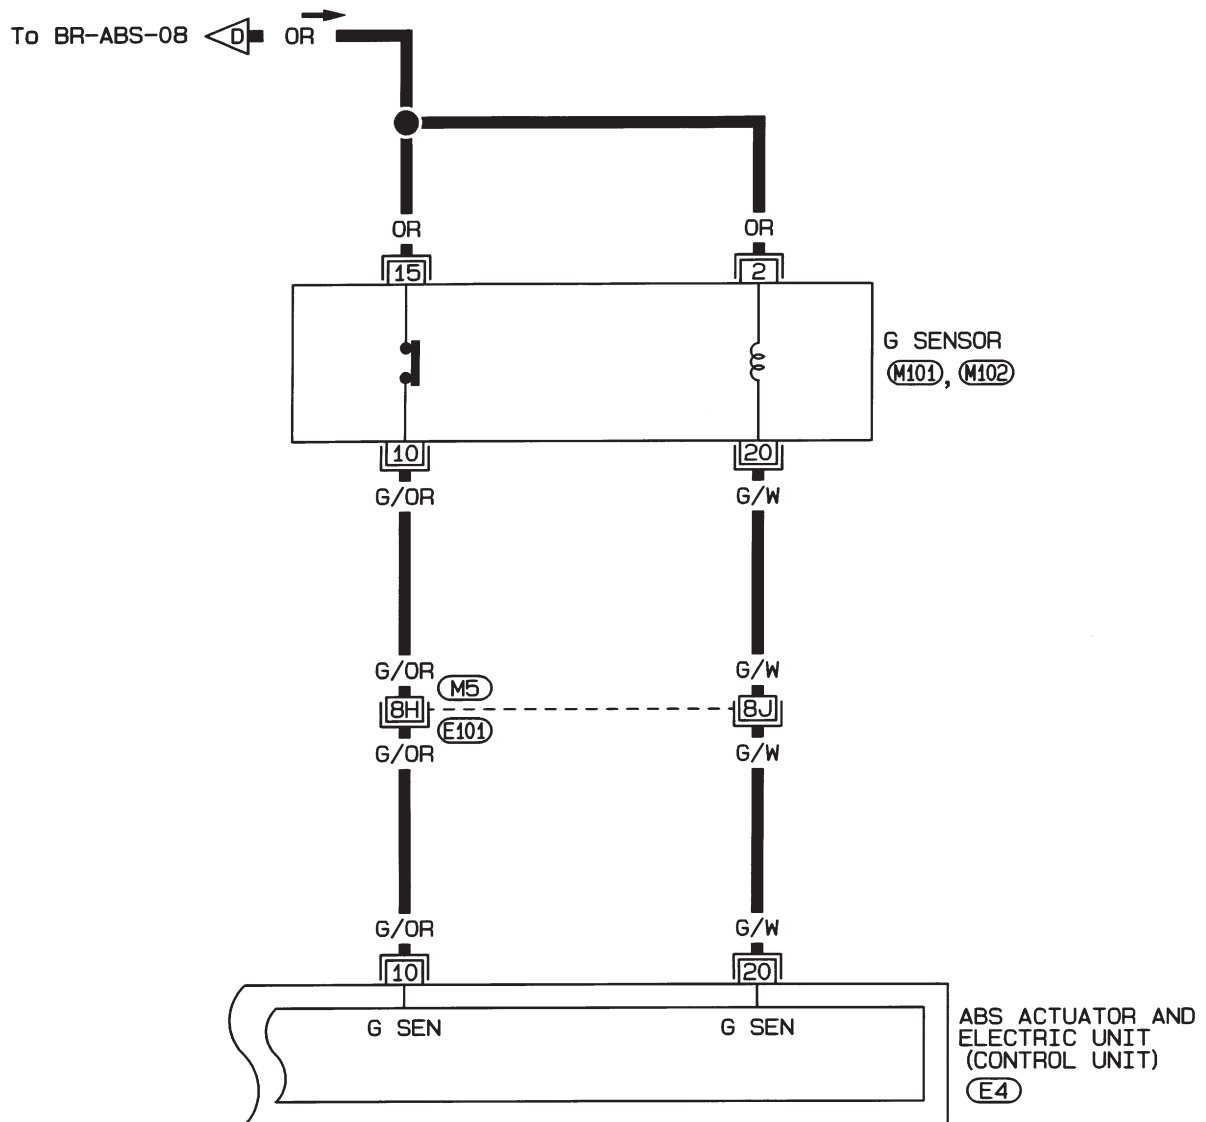 To BR-ABS-08 D OR
OR OR
15 2
G SENSOR
M101, M102
10 20
G/OR G/W
G/OR G/W
M5
8H 8J
E101
G/OR G/W
G/OR G/W
10 20
G SEN G SEN
ABS ACTUATOR AND
ELECTRIC UNIT
(CONTROL UNIT)
E4